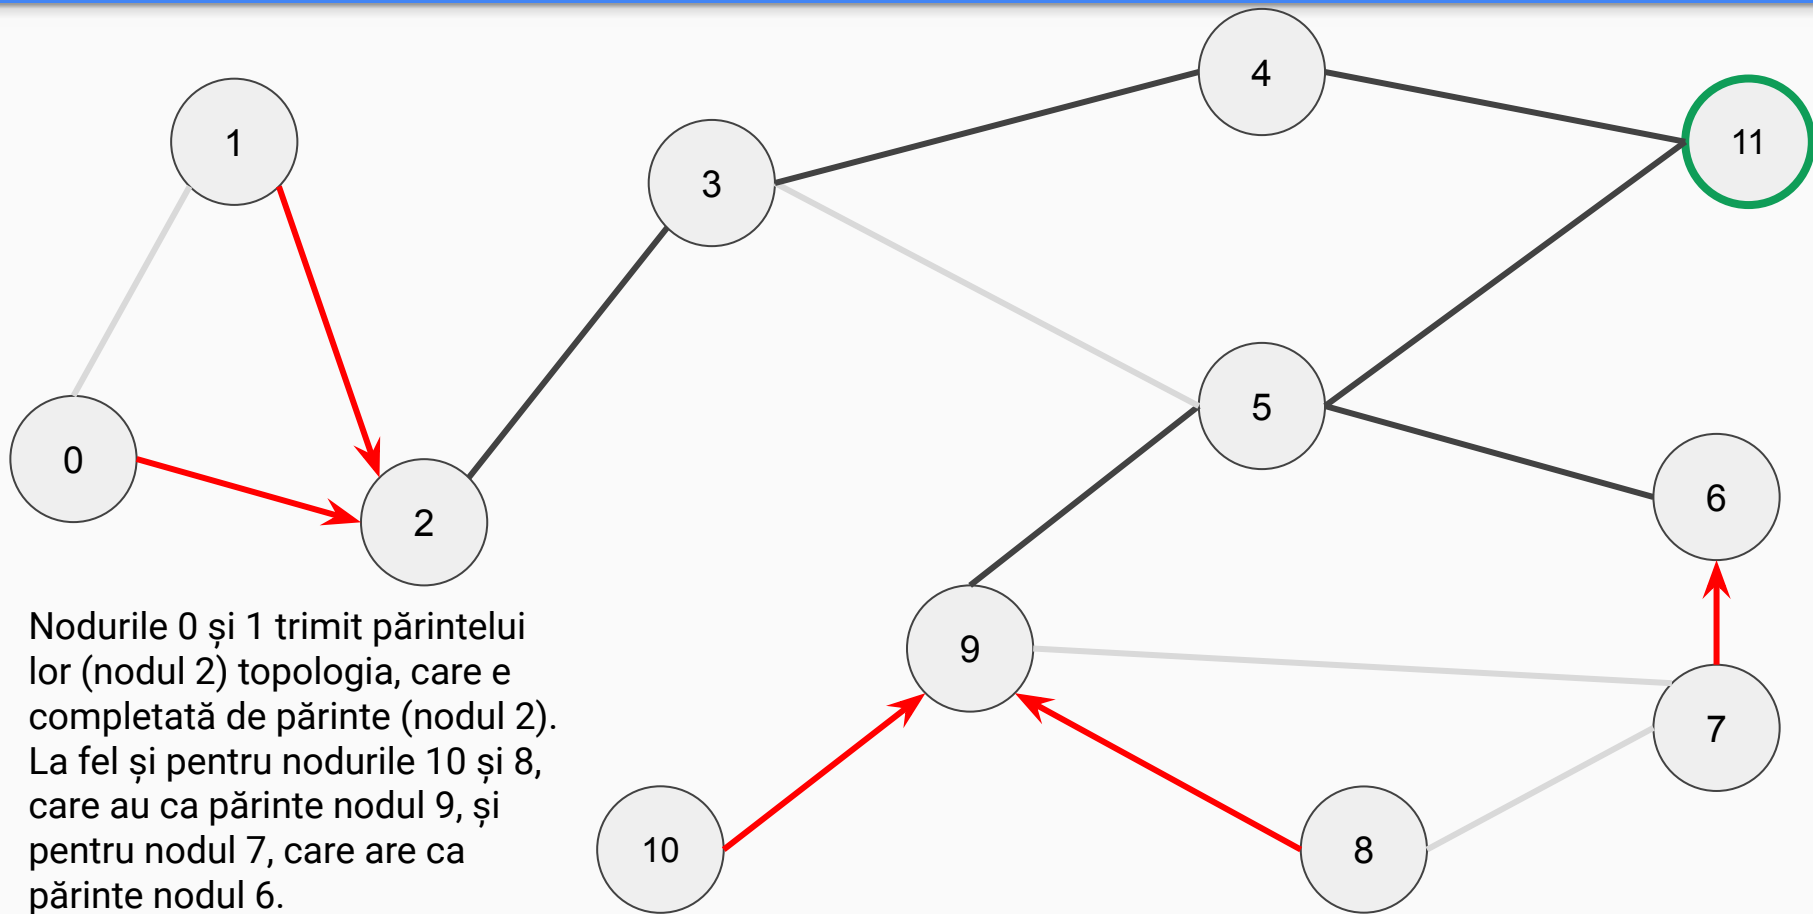 4
1
11
3
5
0
6
2
Nodurile 0 și 1 trimit părintelui
lor (nodul 2) topologia, care e
completată de părinte (nodul 2).
La fel și pentru nodurile 10 și 8,
care au ca părinte nodul 9, și
pentru nodul 7, care are ca
părinte nodul 6.
9
7
10
8